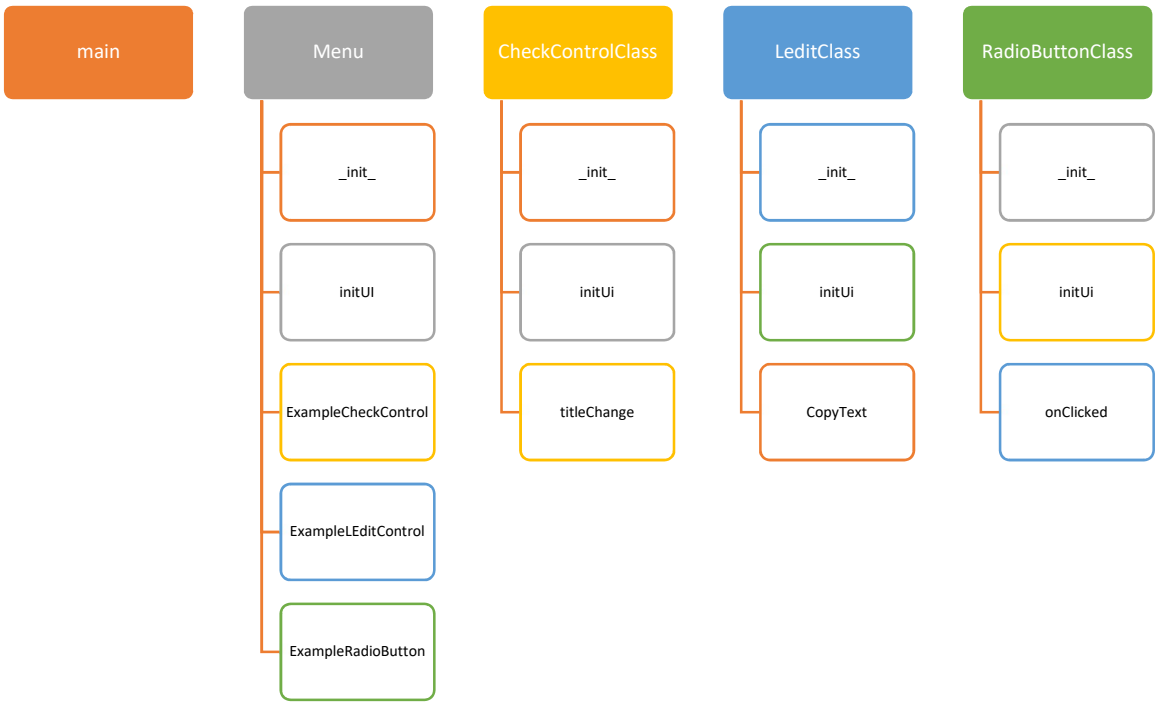 main
Menu
CheckControlClass
LeditClass
RadioButtonClass
_init_
_init_
_init_
_init_
initUI
initUi
initUi
initUi
ExampleCheckControl
titleChange
CopyText
onClicked
ExampleLEditControl
ExampleRadioButton